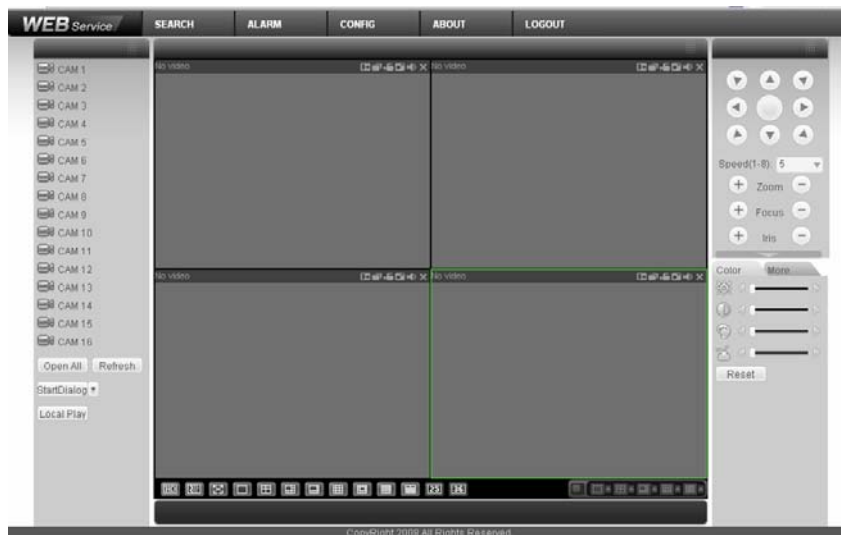 WEB Service SEARCH ALARM CONFIG ABOUT LOGOUT
CAM 1
CAM 2
CAM 3
CAM 4
CAM 5
CAM 6
CAM 7
CAM 8
CAM 9
CAM 10
CAM 11
CAM 12
CAM 13
CAM 14
CAM 15
CAM 16
Open All Refresh
StartDialog
Local Play
No video
No video
No video
No video
Speed(1-8) 5
Zoom
Focus
Iris
Color More
Reset
CopyRight 2008 All Rights Reserved